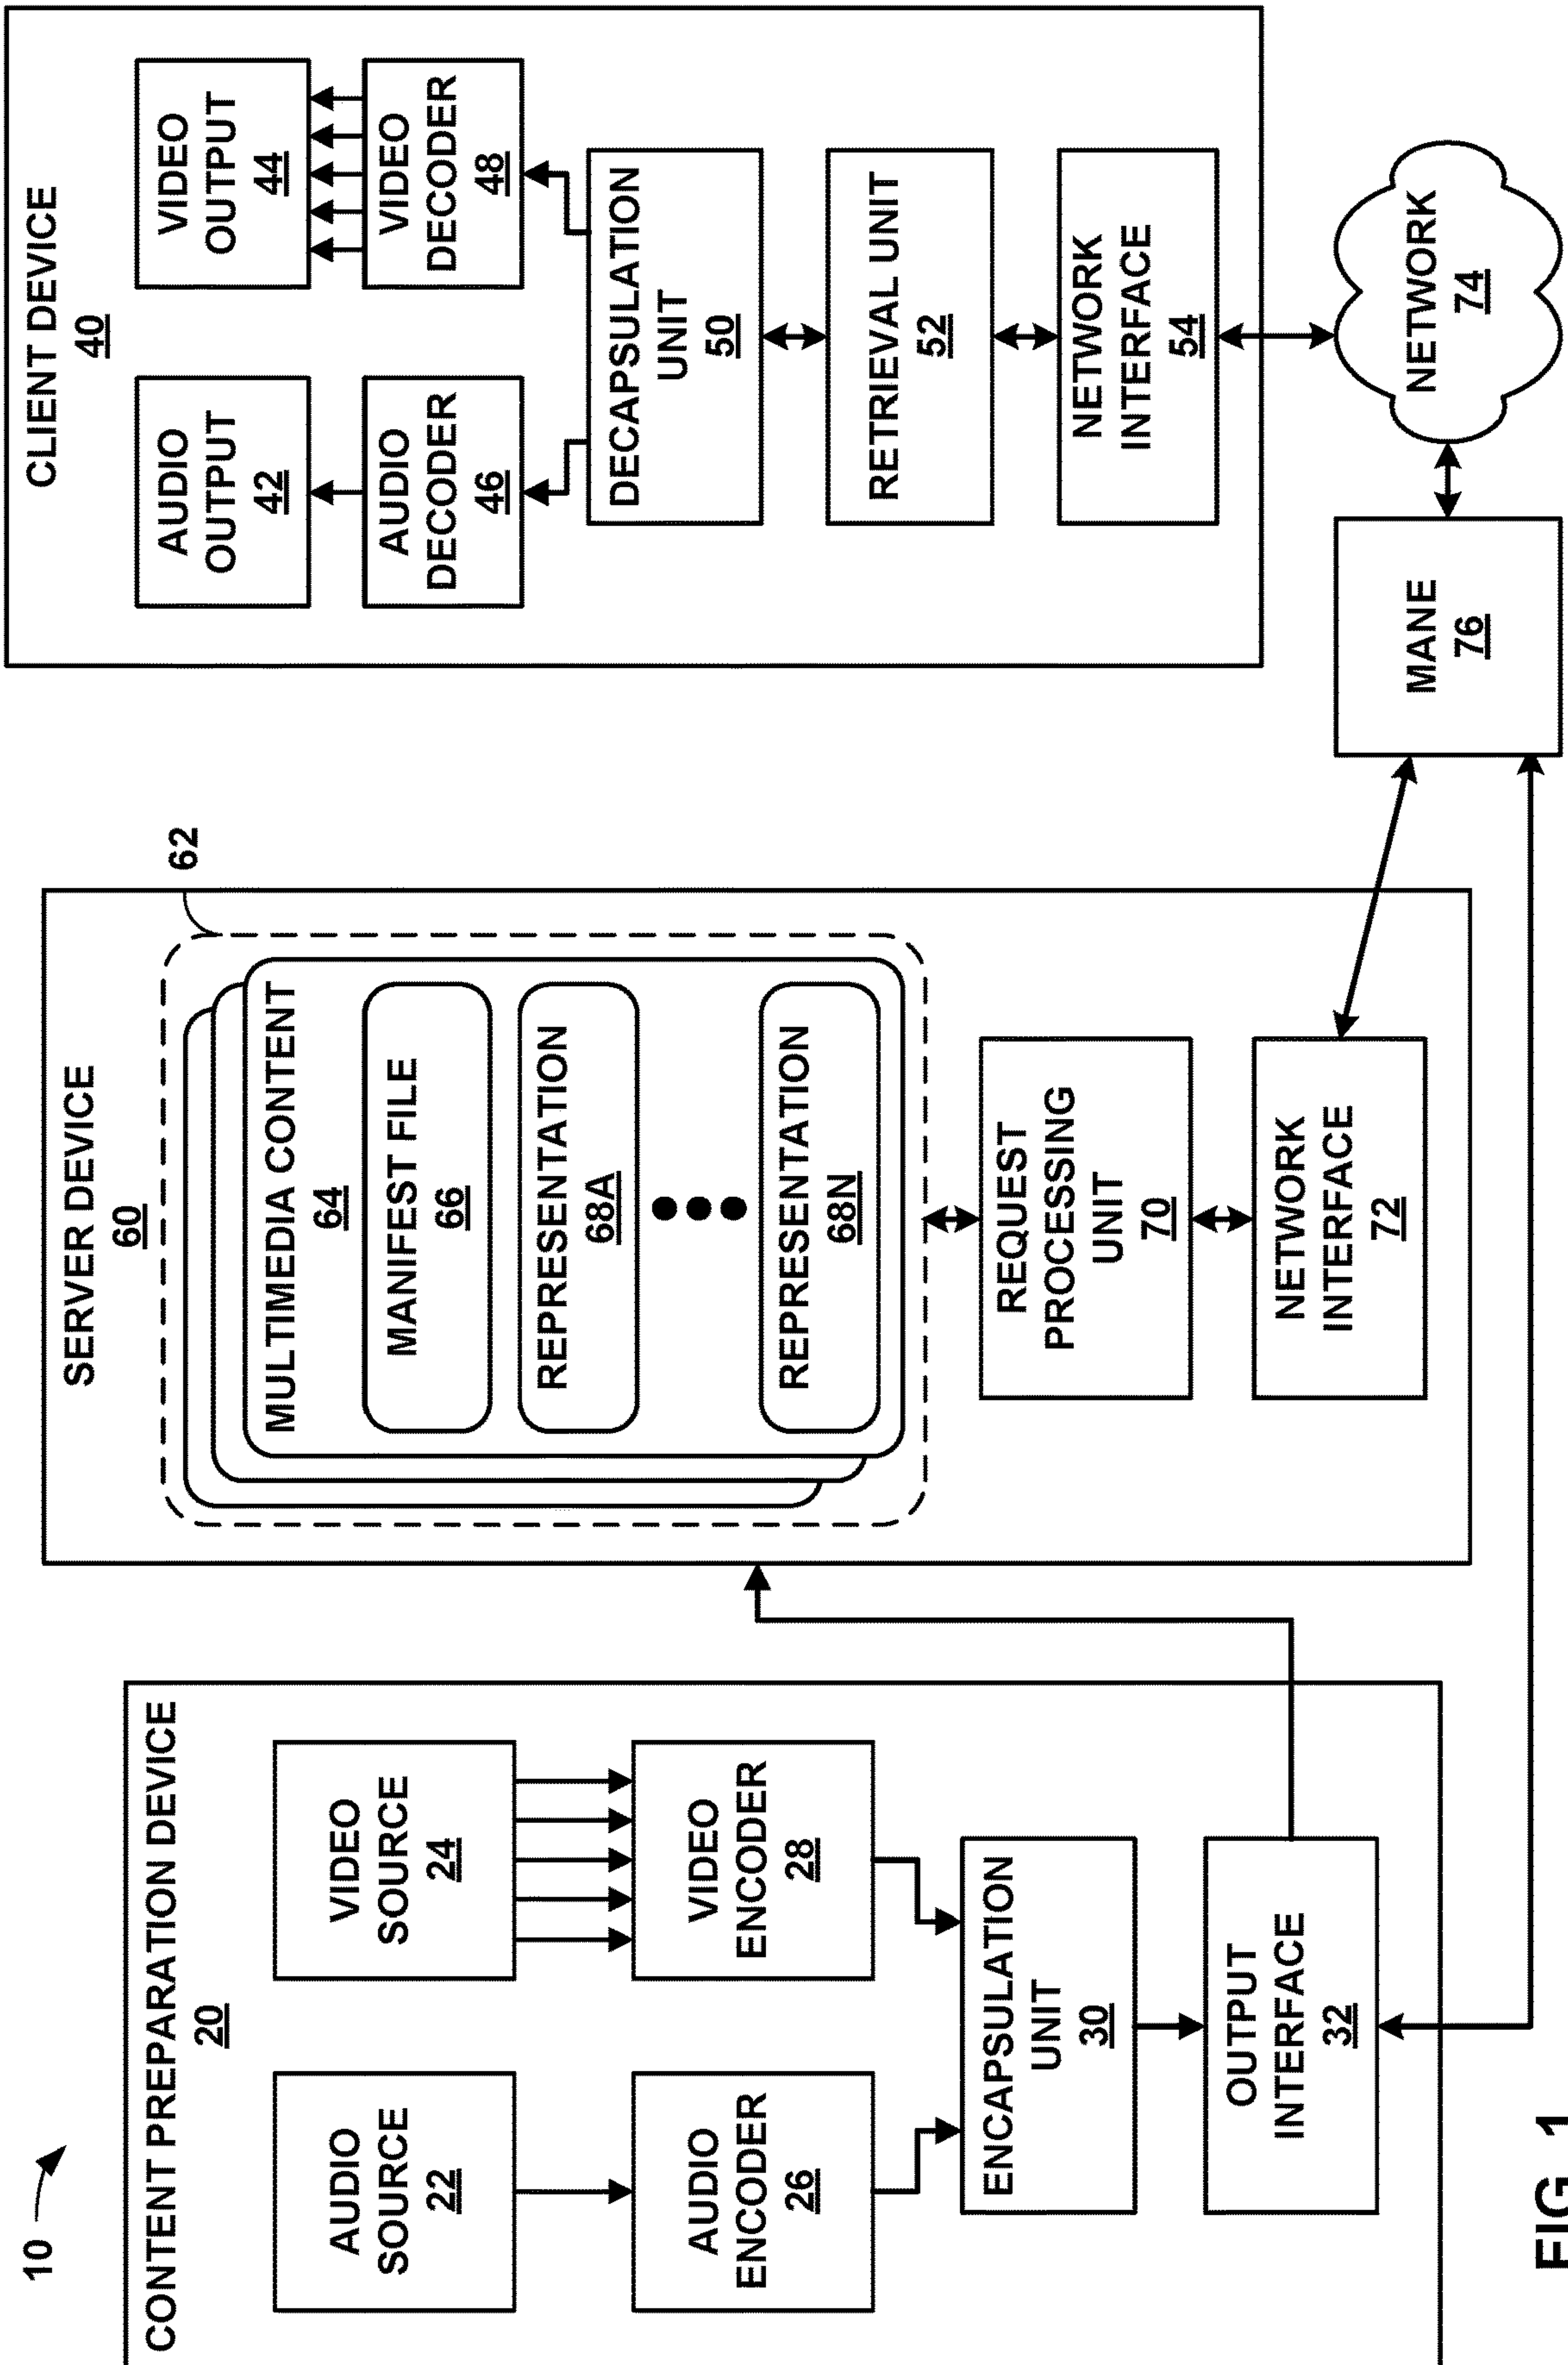 10
CONTENT PREPARATION DEVICE
20
AUDIO
SOURCE
22
VIDEO
SOURCE
24
AUDIO
ENCODER
26
VIDEO
ENCODER
28
ENCAPSULATION
UNIT
30
OUTPUT
INTERFACE
32
SERVER DEVICE
60
62
MULTIMEDIA CONTENT
64
MANIFEST FILE
66
REPRESENTATION
68A
REPRESENTATION
68N
REQUEST
PROCESSING
UNIT
70
NETWORK
INTERFACE
72
CLIENT DEVICE
40
AUDIO
OUTPUT
42
VIDEO
OUTPUT
44
AUDIO
DECODER
46
VIDEO
DECODER
48
DECAPSULATION
UNIT
50
RETRIEVAL UNIT
52
NETWORK
INTERFACE
54
MANE
76
NETWORK
74
FIG. 1